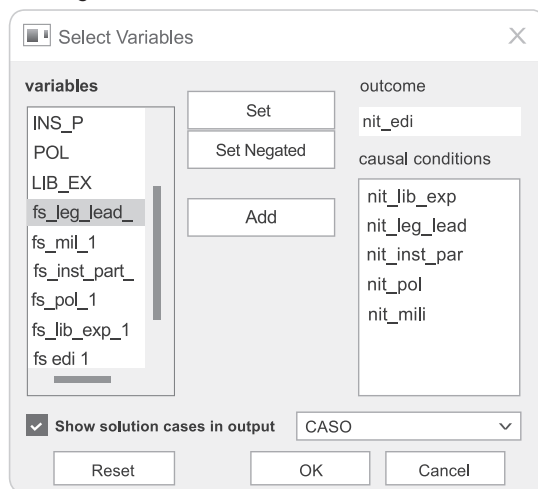 Select Variables
variables
INS_P
POL
LIB_EX
fs_leg_lead_
fs_mil_1
fs_inst_part_
fs_pol_1
fs_lib_exp_1
fs edi 1
Set
Set Negated
Add
outcome
nit_edi
causal conditions
nit_lib_exp
nit_leg_lead
nit_inst_par
nit_pol
nit_mili
Show solution cases in output
CASO
Reset
OK
Cancel